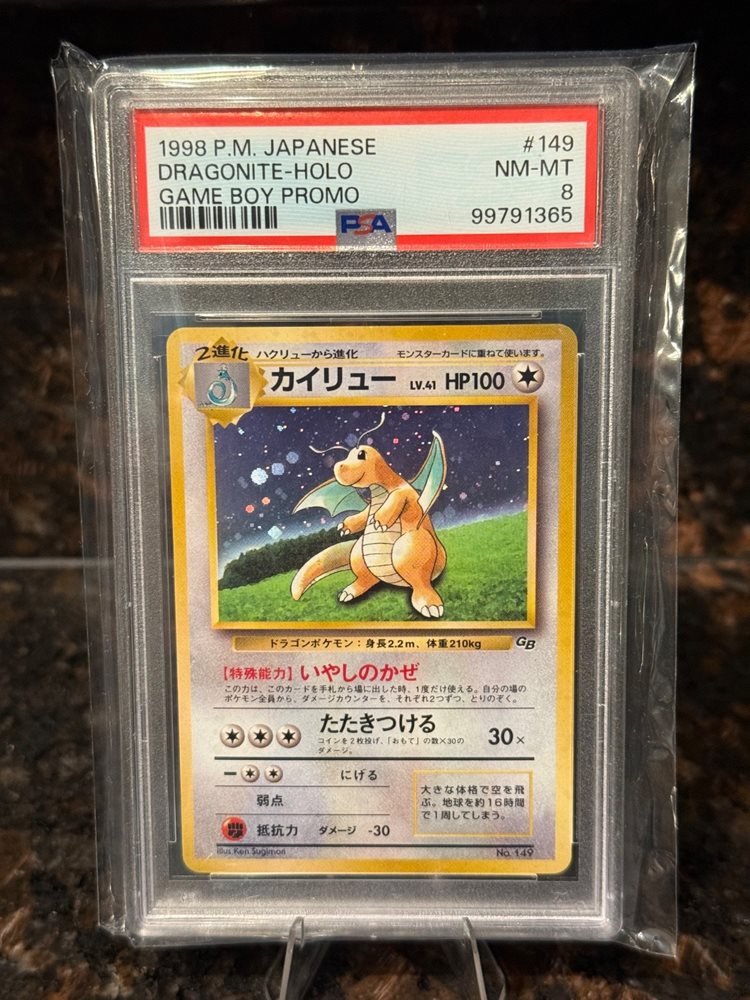 1998 P.M. JAPANESE #149
DRAGONITE-HOLO NM-MT
GAME BOY PROMO 8
PSA 99791365
2進化 ハクリューから進化 モンスターカードに重ねて使います。
カイリュー LV.41 HP100
ドラゴンポケモン：身長2.2m、体重210kg GB
【特殊能力】いやしのかぜ
この力は、このカードを手札から場に出した時、1度だけ使える。自分の場の
ポケモン全員から、ダメージカウンターを、それぞれ2つずつ、とりのぞく。
たたきつける
コインを2枚投げ、「おもて」の数×30の
ダメージ。
30×
ー にげる
弱点
抵抗力 ダメージ -30
大きな体格で空を飛
ぶ。地球を約16時間
で1周してしまう。
Illus. Ken Sugimori No. 149